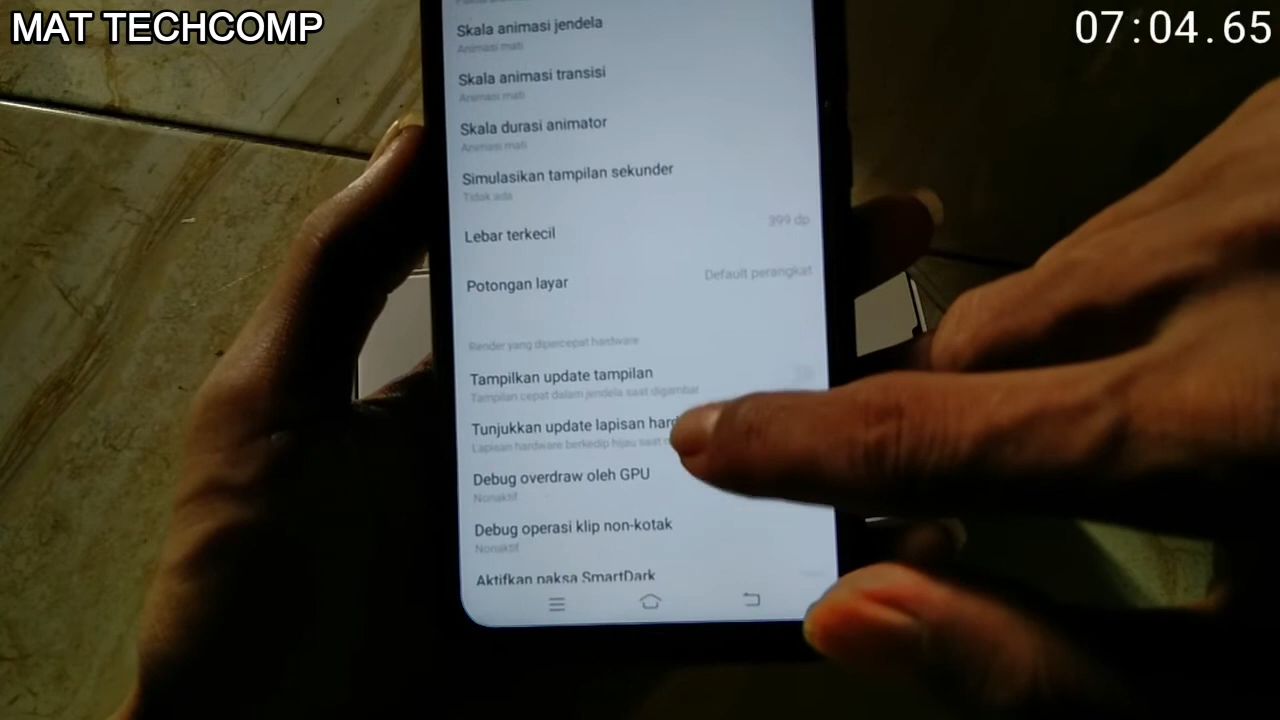 MAT TECHCOMP
07:04.65
Skala animasi jendela
Animasi mati
Skala animasi transisi
Animasi mati
Skala durasi animator
Animasi mati
Simulasikan tampilan sekunder
Tidak ada
399 dp
Lebar terkecil
Potongan layar
Default perangkat
Render yang dipercepat hardware
Tampilkan update tampilan
Tampilan cepat dalam jendela saat digambar
Tunjukkan update lapisan
Lapisan hardware berkedip hijau saat
Debug overdraw oleh GPU
Nonaktif
Debug operasi klip non-kotak
Nonaktif
Aktifkan paksa SmartDark